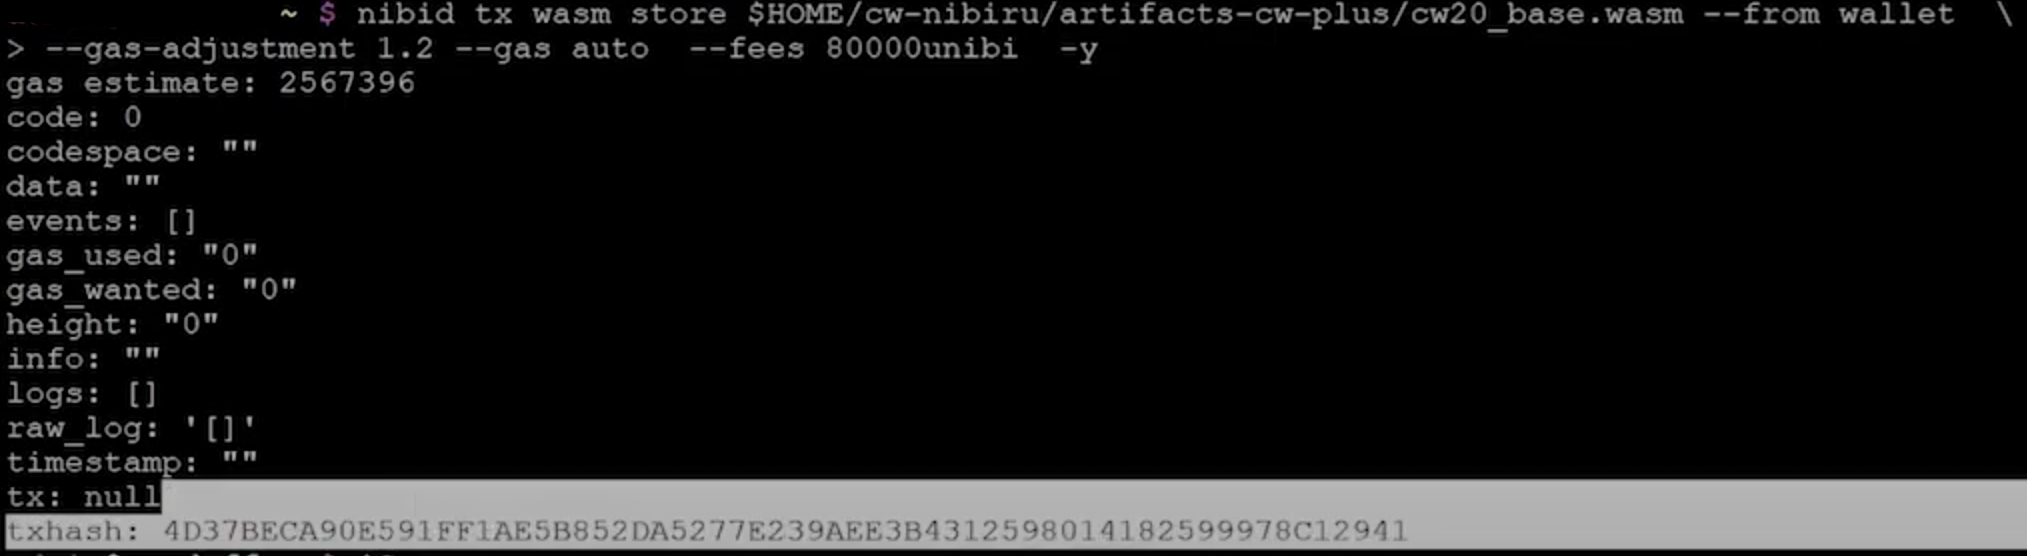 ~ $ nibid tx wasm store $HOME/cw-nibiru/artifacts-cw-plus/cw20_base.wasm --from wallet \
> --gas-adjustment 1.2 --gas auto --fees 80000unibi -y
gas estimate: 2567396
code: 0
codespace: ""
data: ""
events: []
gas_used: "0"
gas_wanted: "0"
height: "0"
info: ""
logs: []
raw_log: '[]'
timestamp: ""
tx: null
txhash: 4D37BECA90E591FF1AE5B852DA5277E239AEE3B4312598014182599978C12941